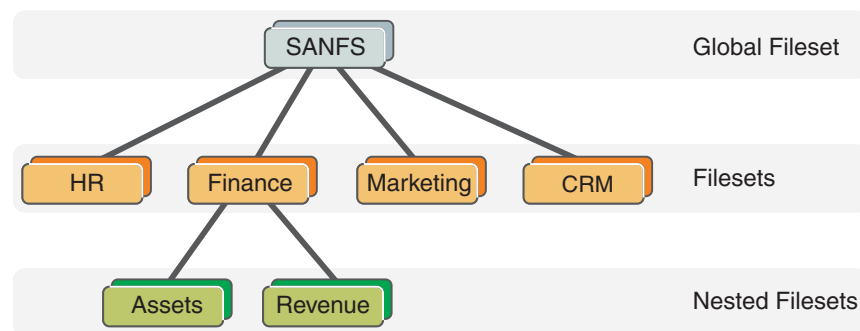 SANFS
Global Fileset
HR
Finance
Marketing
CRM
Filesets
Assets
Revenue
Nested Filesets